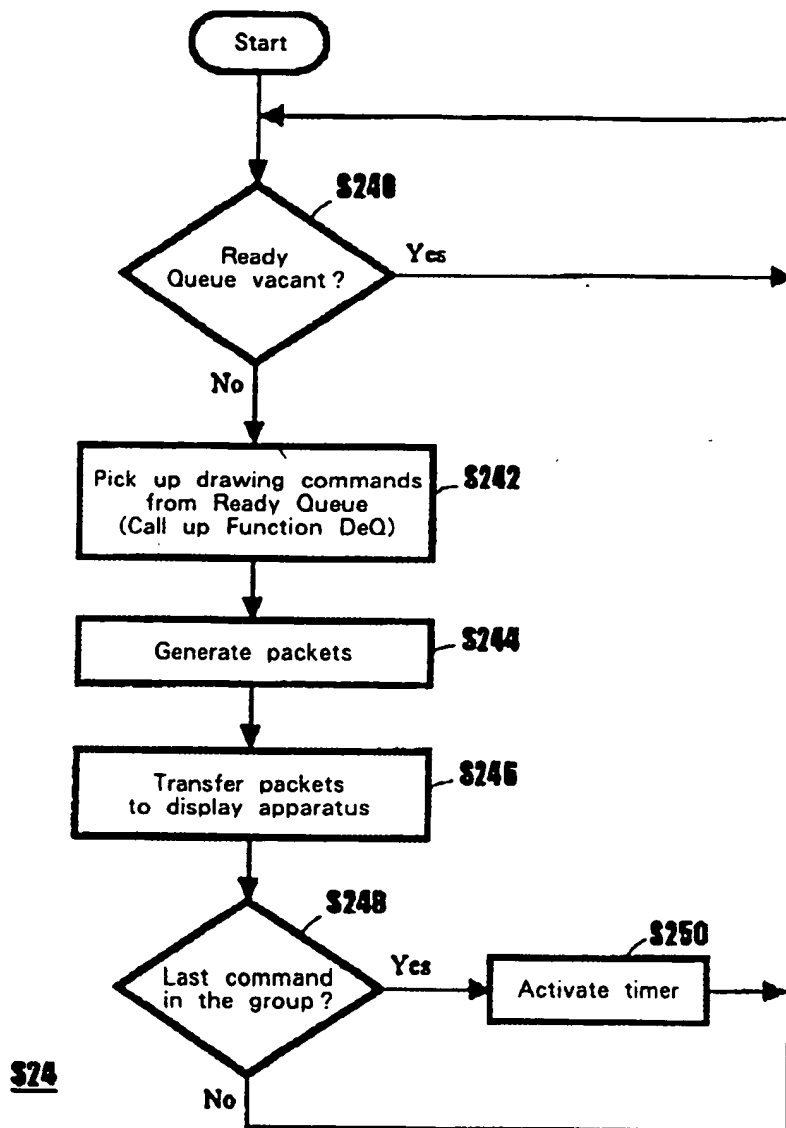 Start
S240
Ready
Queue vacant?
Yes
No
Pick up drawing commands
from Ready Queue
(Call up Function DeQ)
S242
Generate packets
S244
Transfer packets
to display apparatus
S246
S248
Last command
in the group?
Yes
S250
Activate timer
No
S24